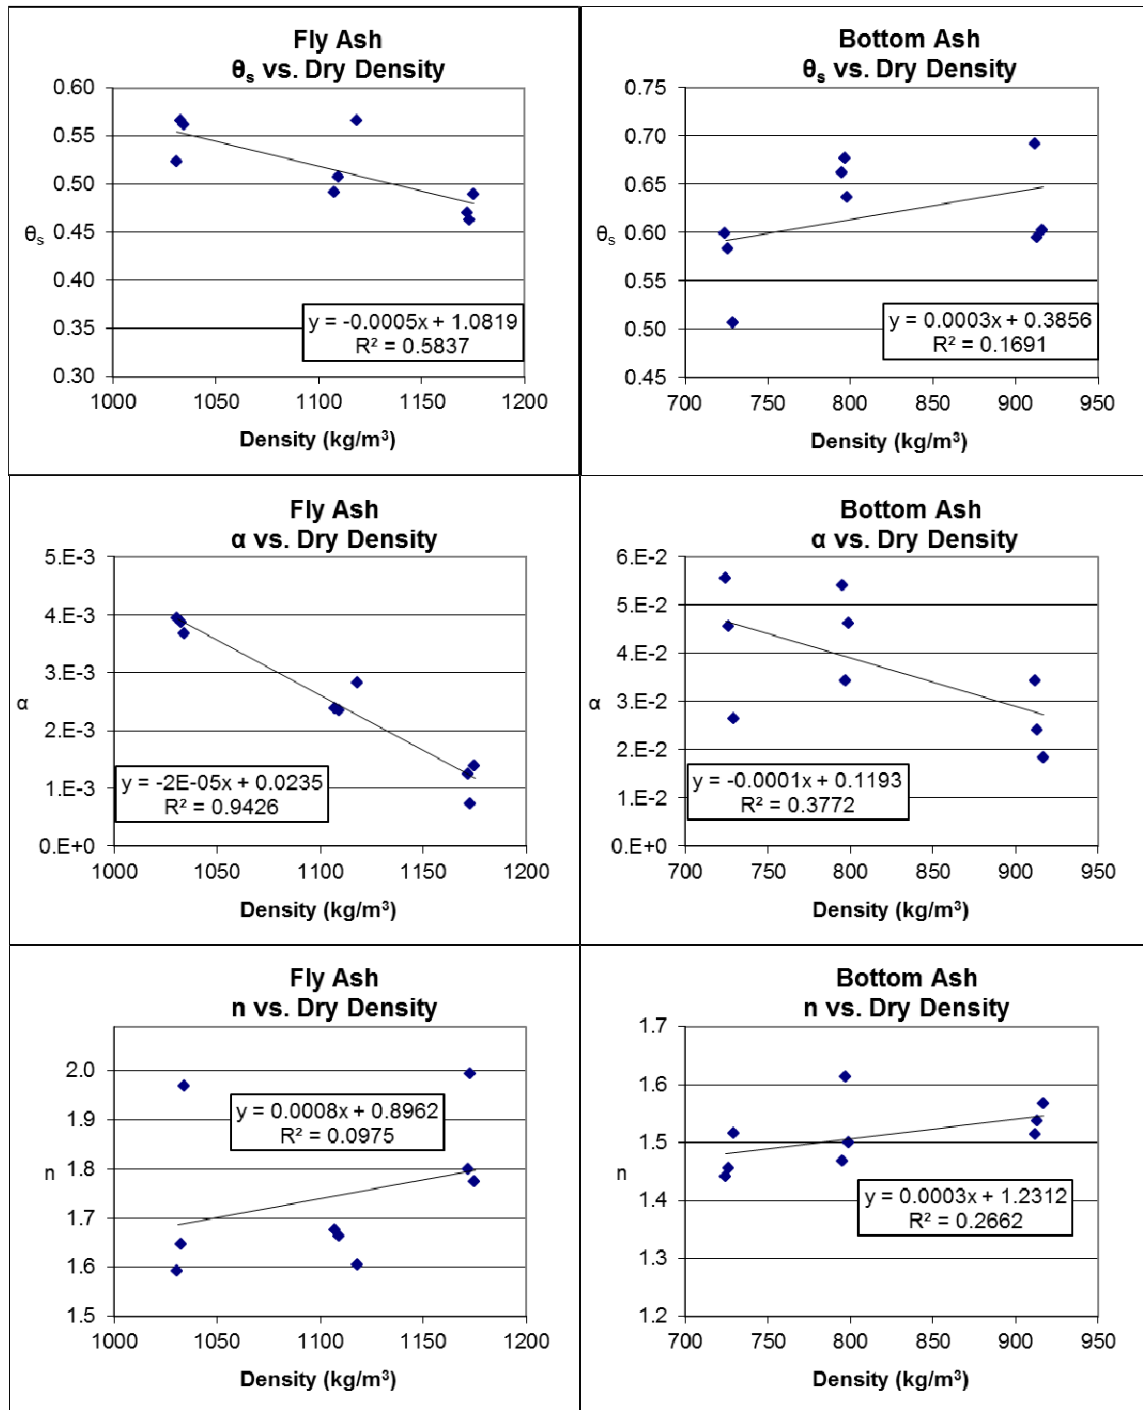 Fly Ash
θs vs. Dry Density
0.60
0.55
0.50
0.45
0.40
0.35
0.30
θs
y = -0.0005x + 1.0819
R² = 0.5837
1000 1050 1100 1150 1200
Density (kg/m³)
Bottom Ash
θs vs. Dry Density
0.75
0.70
0.65
0.60
0.55
0.50
0.45
θs
y = 0.0003x + 0.3856
R² = 0.1691
700 750 800 850 900 950
Density (kg/m³)
Fly Ash
α vs. Dry Density
5.E-3
4.E-3
3.E-3
2.E-3
1.E-3
0.E+0
α
y = -2E-05x + 0.0235
R² = 0.9426
1000 1050 1100 1150 1200
Density (kg/m³)
Bottom Ash
α vs. Dry Density
6.E-2
5.E-2
4.E-2
3.E-2
2.E-2
1.E-2
0.E+0
α
y = -0.0001x + 0.1193
R² = 0.3772
700 750 800 850 900 950
Density (kg/m³)
Fly Ash
n vs. Dry Density
2.0
1.9
1.8
1.7
1.6
1.5
n
y = 0.0008x + 0.8962
R² = 0.0975
1000 1050 1100 1150 1200
Density (kg/m³)
Bottom Ash
n vs. Dry Density
1.7
1.6
1.5
1.4
1.3
1.2
n
y = 0.0003x + 1.2312
R² = 0.2662
700 750 800 850 900 950
Density (kg/m³)